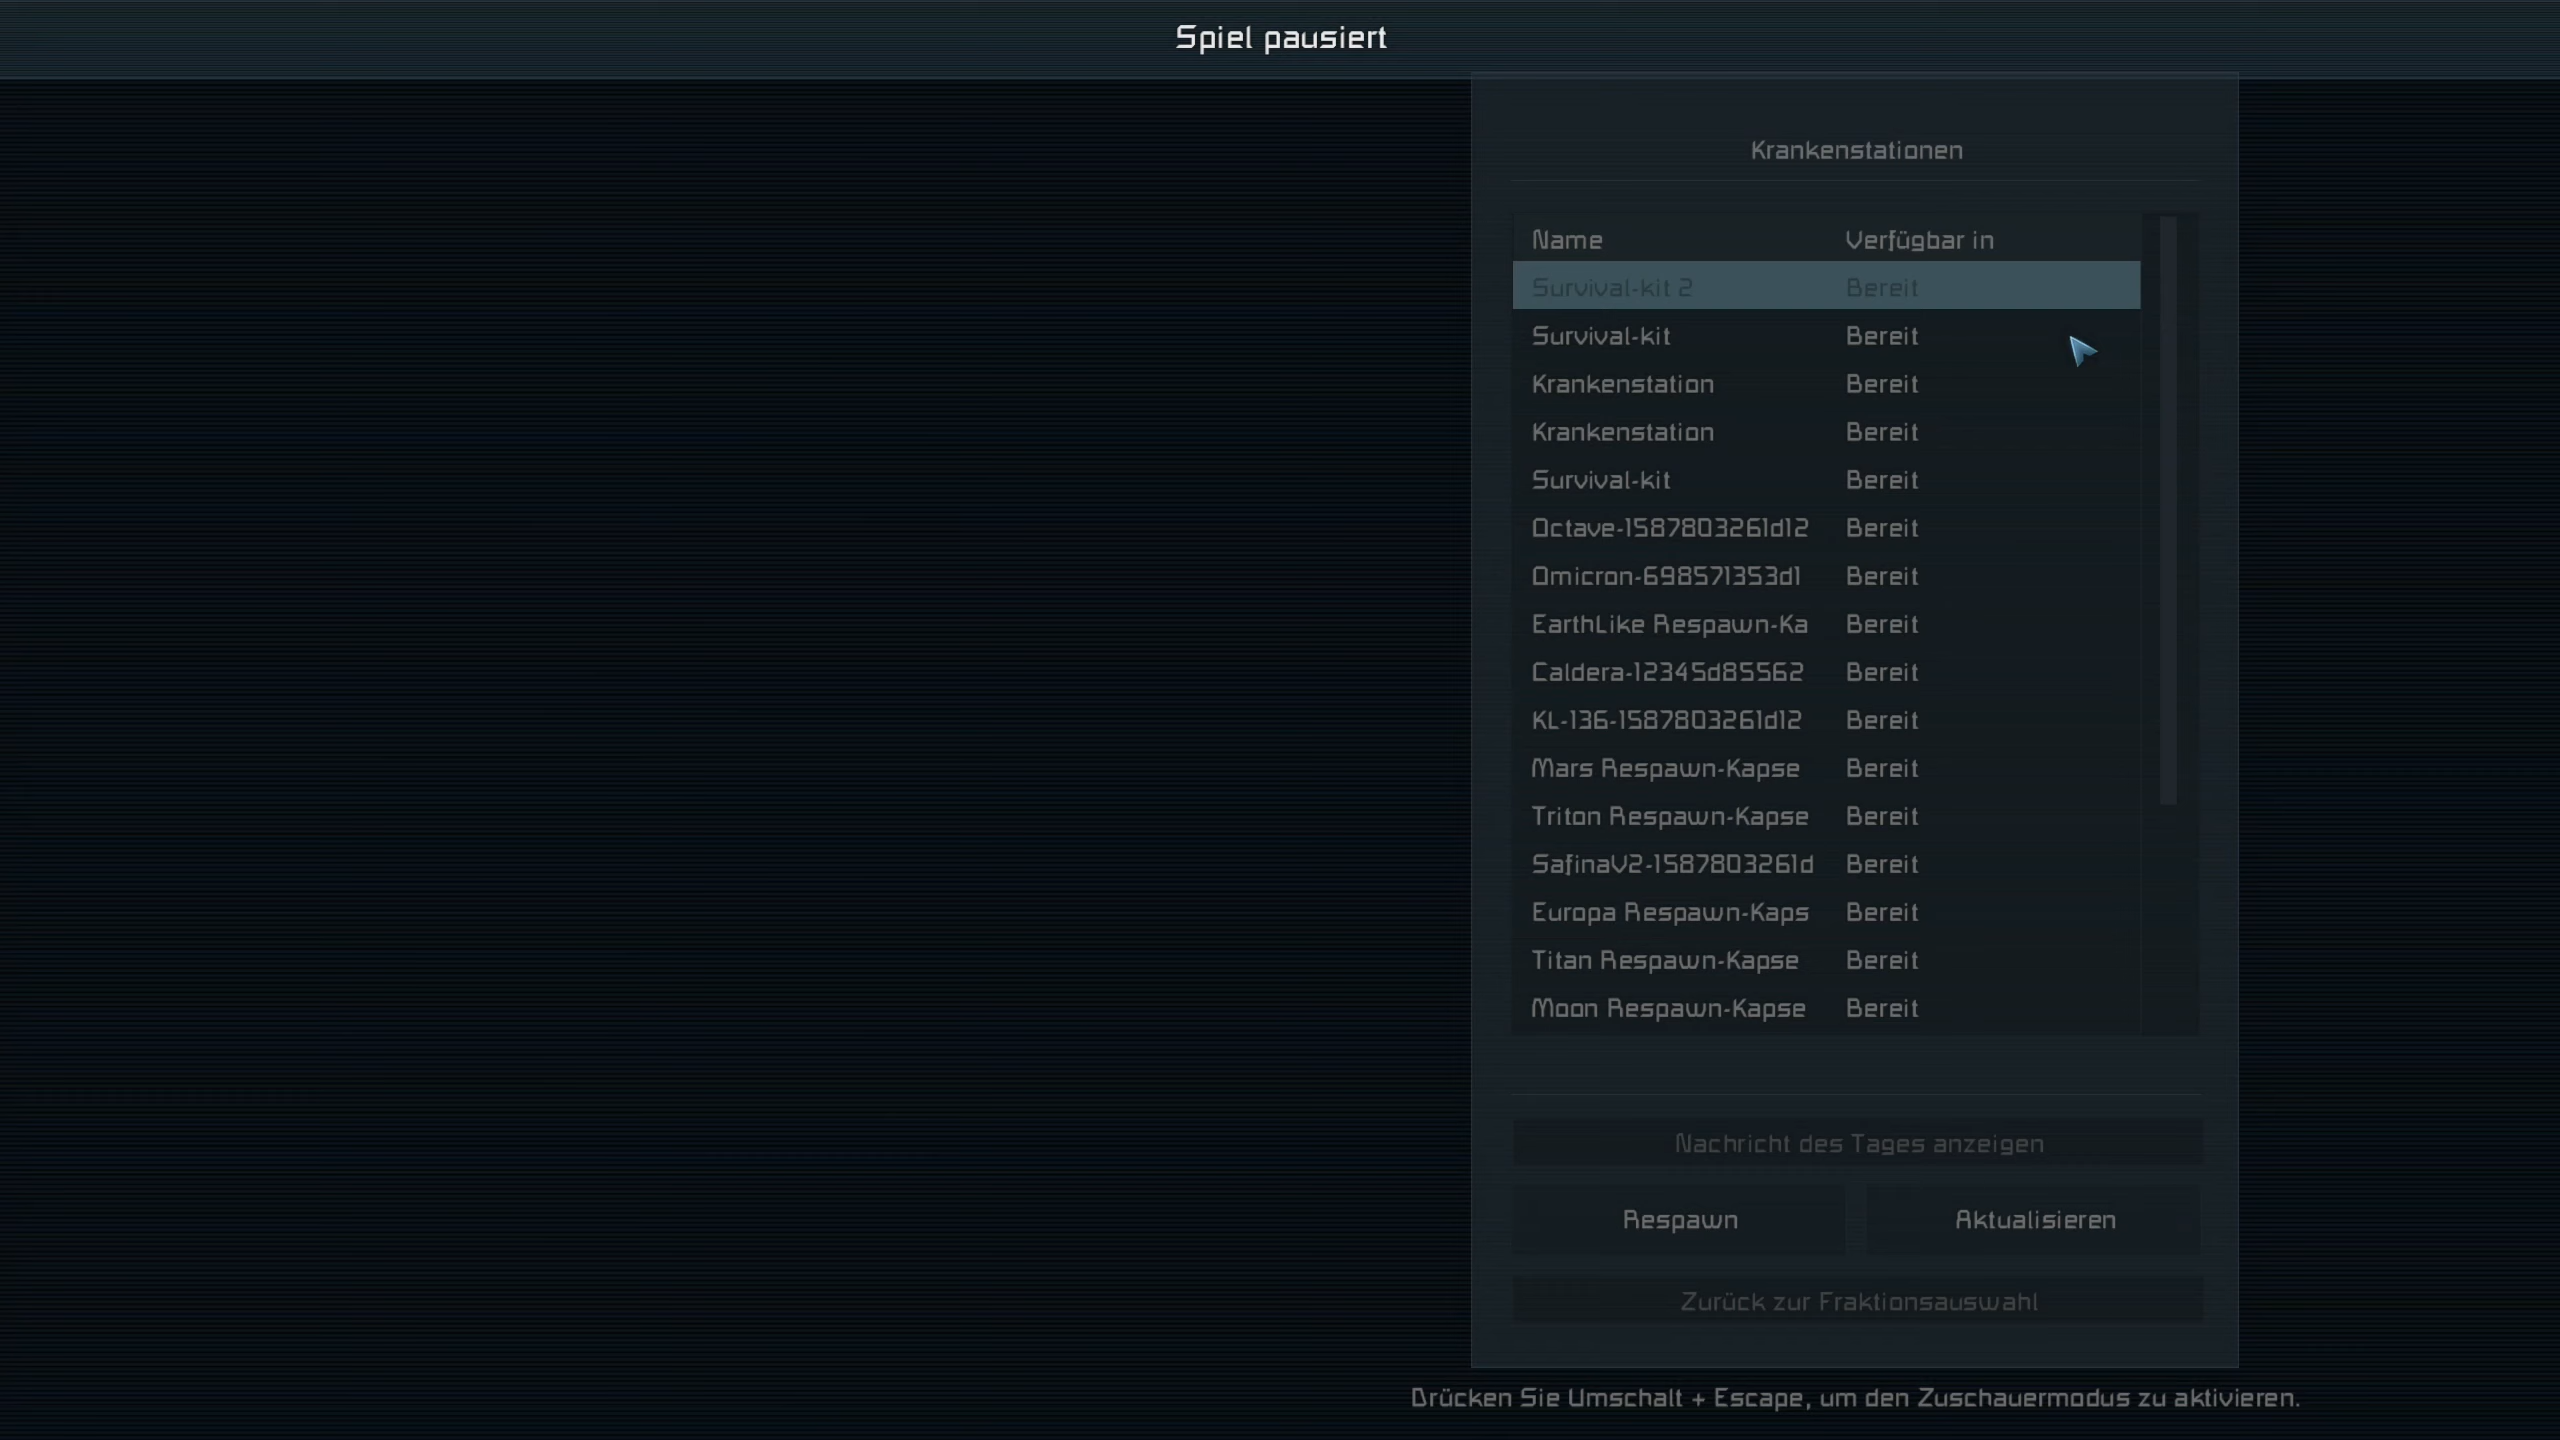 Spiel pausiert
Krankenstationen
Name Verfügbar in
Survival-kit 2 Bereit
Survival-kit Bereit
Krankenstation Bereit
Krankenstation Bereit
Survival-kit Bereit
Octave-1587803261d12 Bereit
Omicron-698571353d1 Bereit
EarthLike Respawn-Ka Bereit
Caldera-12345d85562 Bereit
KL-136-1587803261d12 Bereit
Mars Respawn-Kapse Bereit
Triton Respawn-Kapse Bereit
SafinaV2-1587803261d Bereit
Europa Respawn-Kaps Bereit
Titan Respawn-Kapse Bereit
Moon Respawn-Kapse Bereit
Nachricht des Tages anzeigen
Respawn Aktualisieren
Zurück zur Fraktionsauswahl
Drücken Sie Umschalt + Escape, um den Zuschauermodus zu aktivieren.